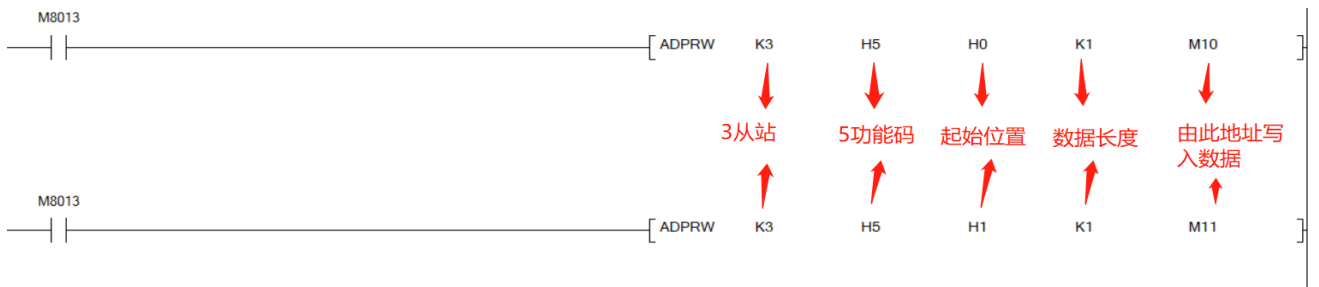 M8013
ADPRW K3 H5 H0 K1 M10
3从站 5功能码 起始位置 数据长度 由此地址写
入数据
M8013
ADPRW K3 H5 H1 K1 M11